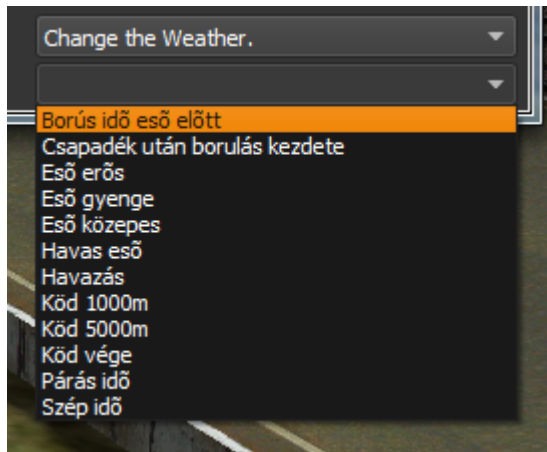 Change the Weather.
Borús idõ esõ elõtt
Csapadék után borulás kezdete
Esõ erõs
Esõ gyenge
Esõ közepes
Havas esõ
Havazás
Köd 1000m
Köd 5000m
Köd vége
Párás idõ
Szép idõ